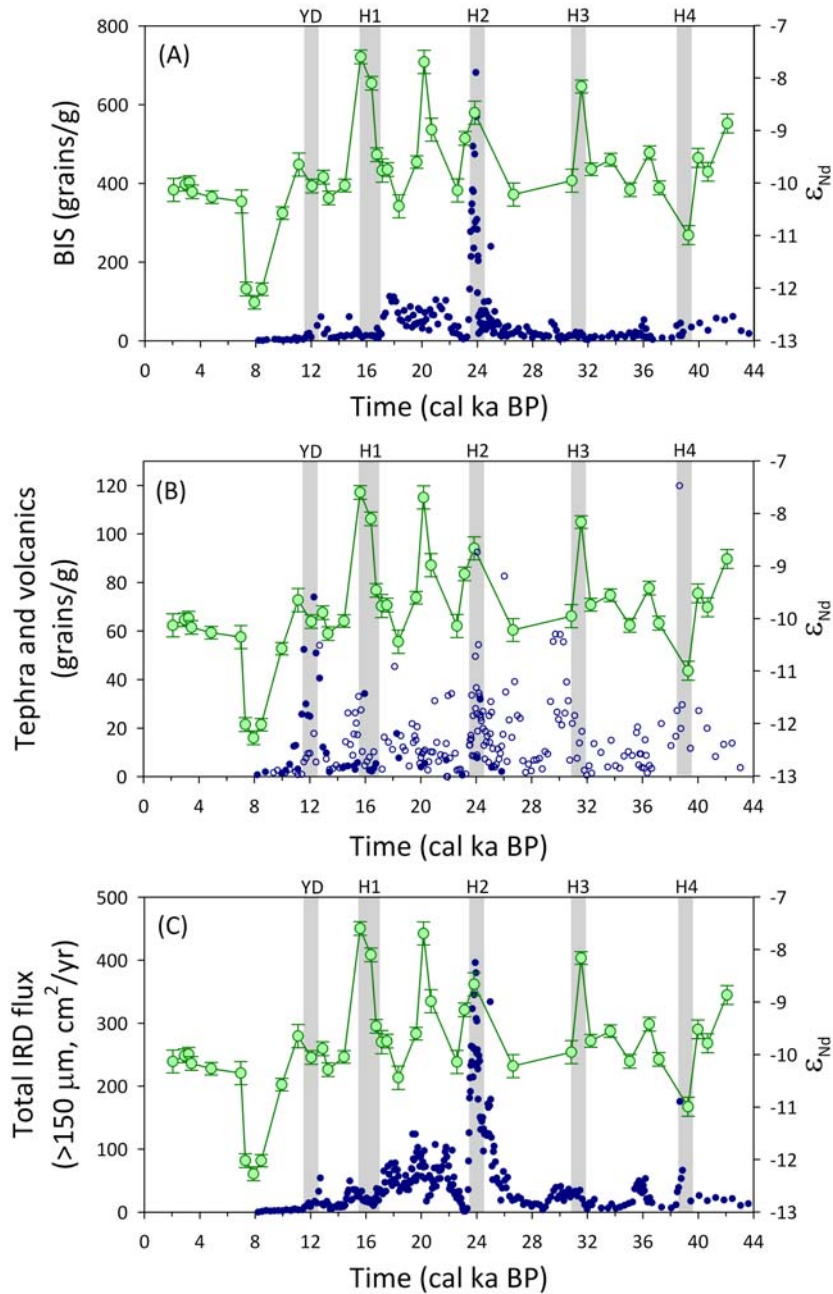 YD H1 H2 H3 H4
800 (A) -7
-8
600
-9
BIS (grains/g)
400 -10
εNd
-11
200
-12
0 -13
0 4 8 12 16 20 24 28 32 36 40 44
Time (cal ka BP)
YD H1 H2 H3 H4
-7
120 (B)
-8
100
-9
80
Tephra and volcanics
(grains/g)
60 -10
εNd
40 -11
20 -12
0 -13
0 4 8 12 16 20 24 28 32 36 40 44
Time (cal ka BP)
YD H1 H2 H3 H4
500 -7
(C)
400 -8
-9
300
Total IRD flux
(>150 μm, cm²/yr)
-10
εNd
200
-11
100 -12
0 -13
0 4 8 12 16 20 24 28 32 36 40 44
Time (cal ka BP)